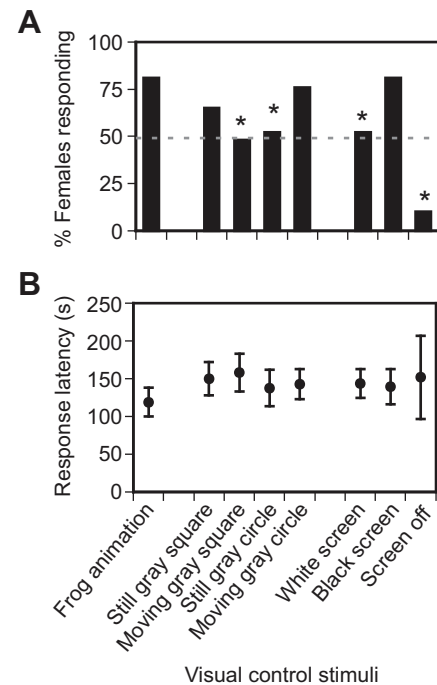 A
100
75
50
25
0
% Females responding
*
*
*
*
B
250
200
150
100
50
0
Response latency (s)
Frog animation
Still gray square
Moving gray square
Still gray circle
Moving gray circle
White screen
Black screen
Screen off
Visual control stimuli